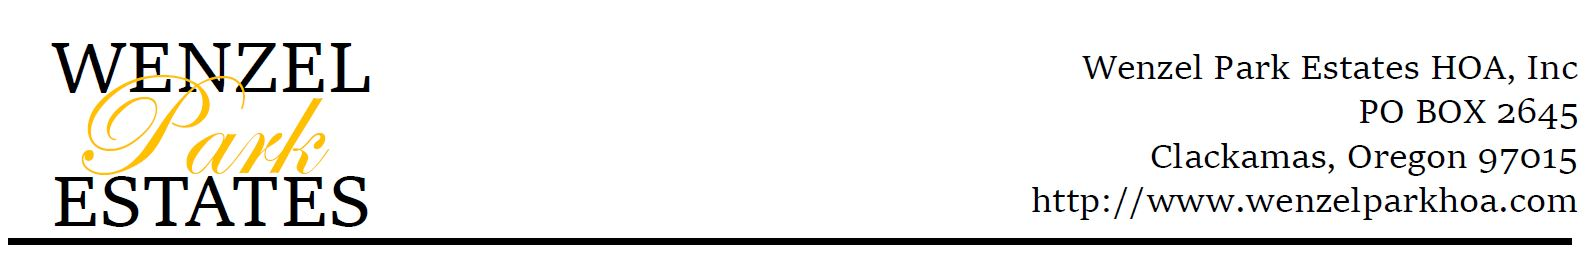 WENZEL
Park
ESTATES
Wenzel Park Estates HOA, Inc
PO BOX 2645
Clackamas, Oregon 97015
http://www.wenzelparkhoa.com